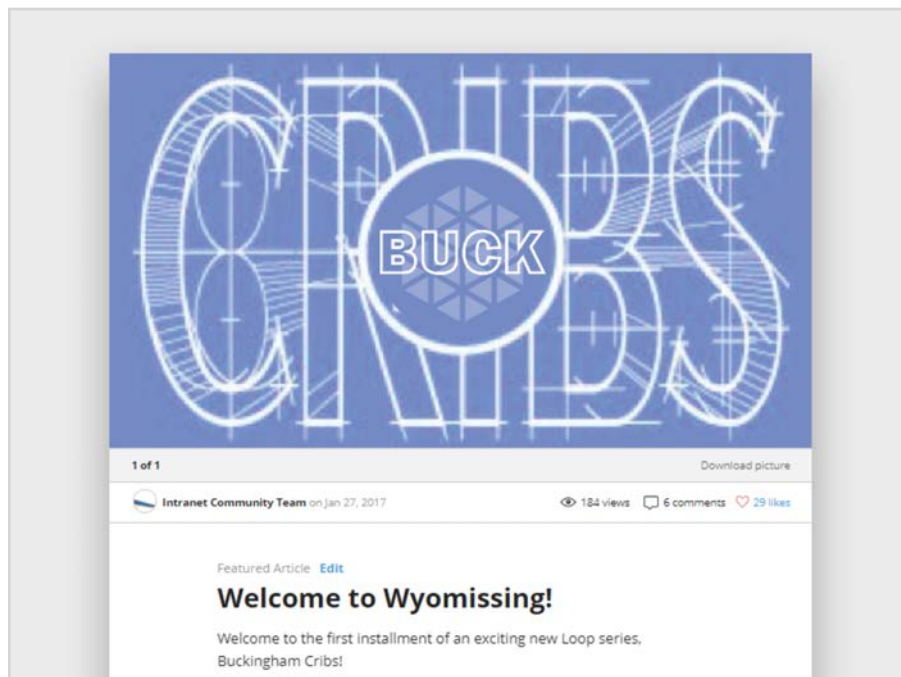 CRIBS
BUCK
1 of 1 Download picture
Intranet Community Team on Jan 27, 2017 184 views 6 comments 29 likes
Featured Article Edit
Welcome to Wyomissing!
Welcome to the first installment of an exciting new Loop series,
Buckingham Cribs!